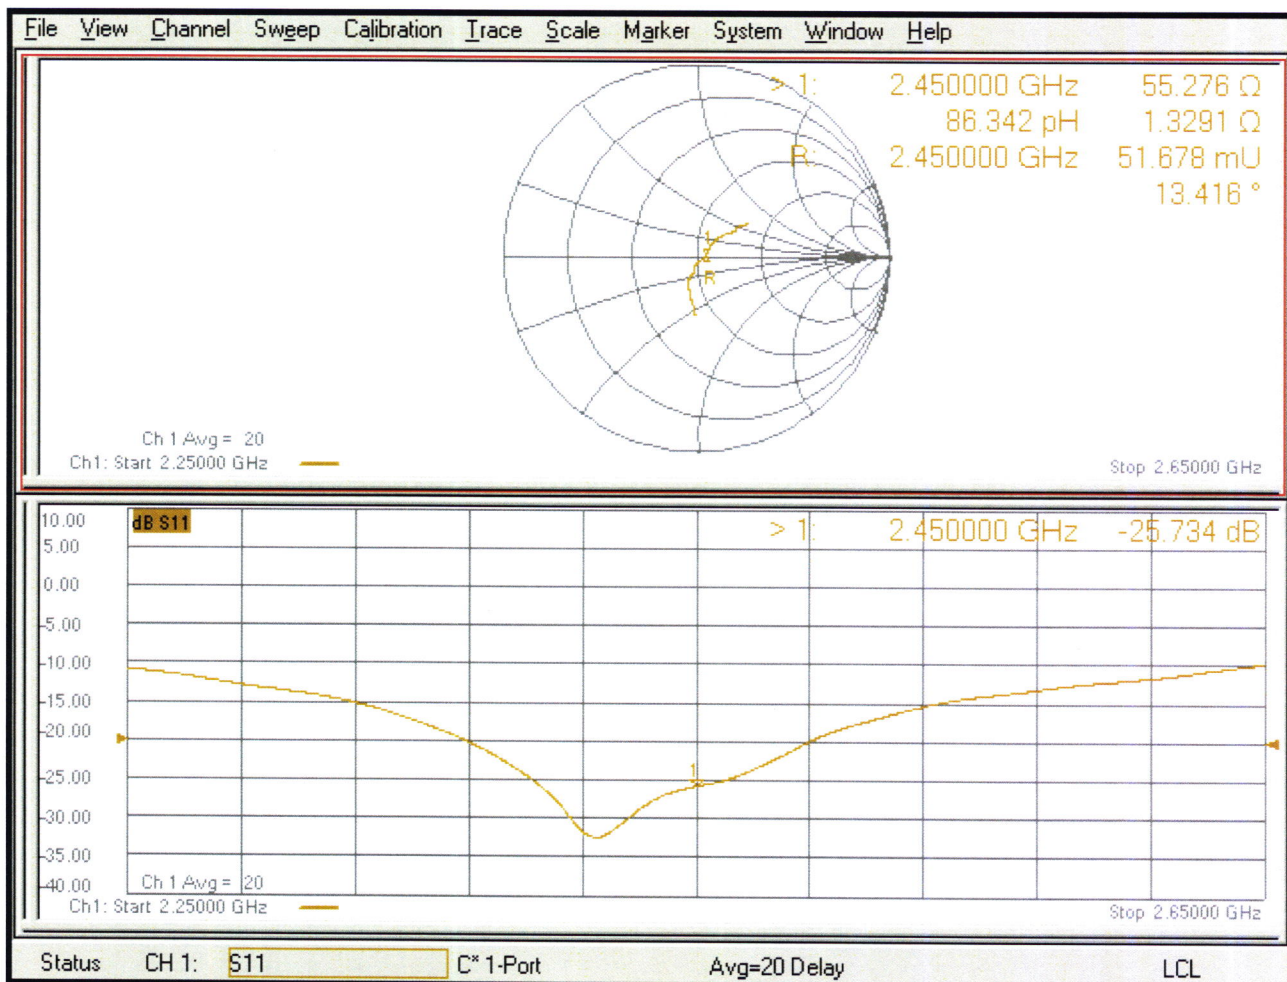 File View Channel Sweep Calibration Trace Scale Marker System Window Help
> 1: 2.450000 GHz 55.276 Ω
86.342 pH 1.3291 Ω
R: 2.450000 GHz 51.678 mU
13.416 °
1
R
Ch 1 Avg = 20
Ch1: Start 2.25000 GHz
Stop 2.65000 GHz
10.00
dB S11
> 1: 2.450000 GHz -25.734 dB
5.00
0.00
-5.00
-10.00
-15.00
-20.00
1
-25.00
-30.00
-35.00
-40.00
Ch 1 Avg = 20
Ch1: Start 2.25000 GHz
Stop 2.65000 GHz
Status CH 1: S11 C* 1-Port Avg=20 Delay LCL